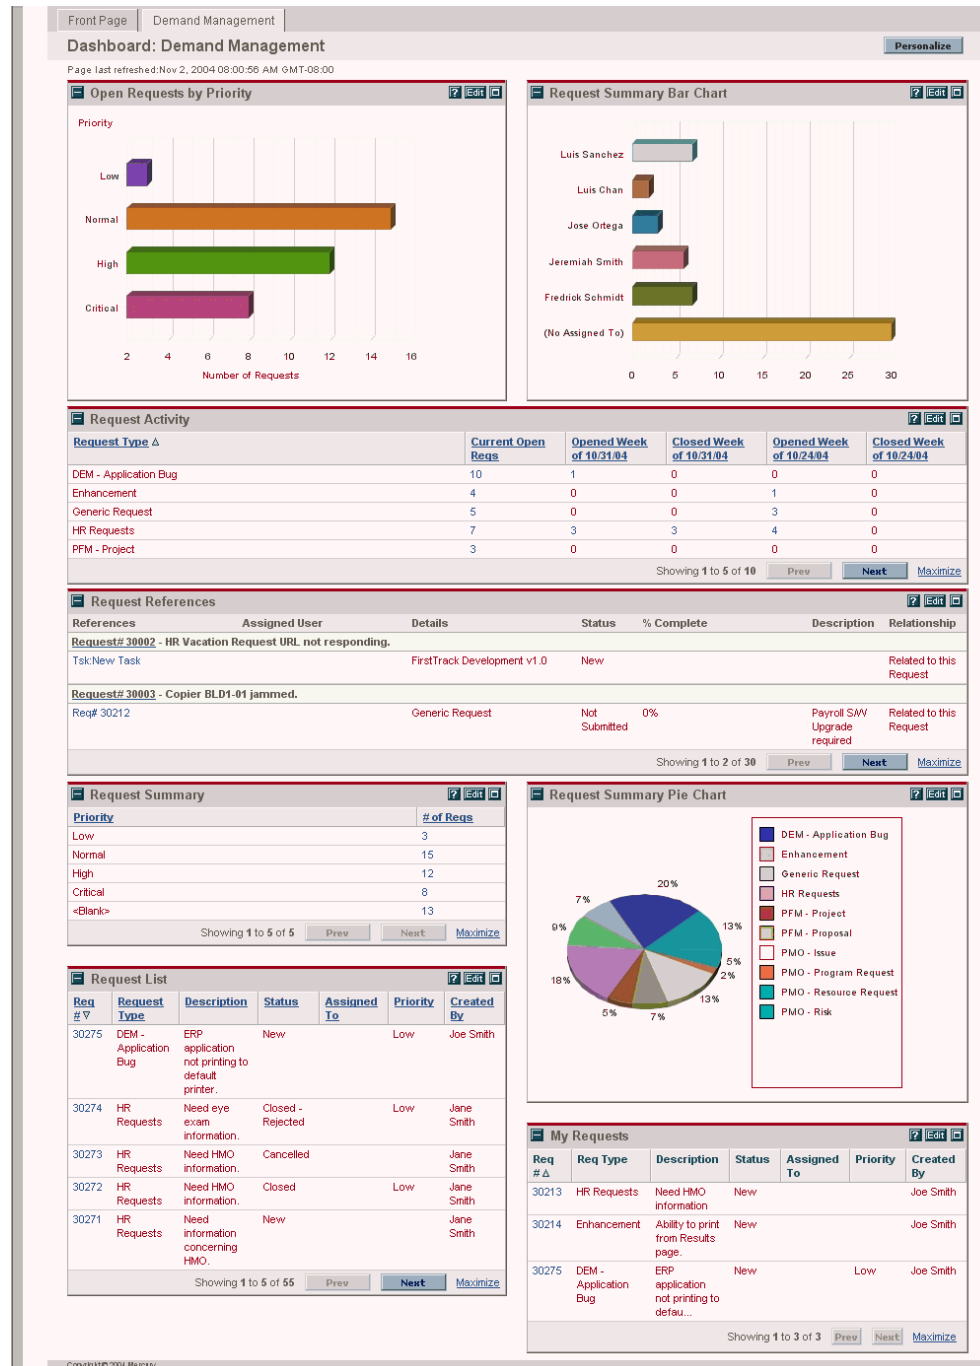 Front Page Demand Management
Dashboard: Demand Management
Personalize
Page last refreshed:Nov 2, 2004 08:00:56 AM GMT-08:00
Open Requests by Priority ? Edit
Priority
Low
Normal
High
Critical
2 4 6 8 10 12 14 16
Number of Requests
Request Summary Bar Chart ? Edit
Luis Sanchez
Luis Chan
Jose Ortega
Jeremiah Smith
Fredrick Schmidt
(No Assigned To)
0 5 10 15 20 25 30
Request Activity ? Edit
Request Type Current Open Reqs Opened Week of 10/31/04 Closed Week of 10/31/04 Opened Week of 10/24/04 Closed Week of 10/24/04
DEM - Application Bug 10 1 0 0 0
Enhancement 4 0 0 1 0
Generic Request 5 0 0 3 0
HR Requests 7 3 3 4 0
PFM - Project 3 0 0 0 0
Showing 1 to 5 of 10 Prev Next Maximize
Request References ? Edit
References Assigned User Details Status % Complete Description Relationship
Request# 30002 - HR Vacation Request URL not responding.
Tsk:New Task FirstTrack Development v1.0 New Related to this
Request
Request# 30003 - Copier BLD1-01 jammed.
Req# 30212 Generic Request Not 0% Payroll S/W Related to this
Submitted Upgrade Request
required
Showing 1 to 2 of 30 Prev Next Maximize
Request Summary ? Edit
Priority # of Reqs
Low 3
Normal 15
High 12
Critical 8
<Blank> 13
Showing 1 to 5 of 5 Prev Next Maximize
Request Summary Pie Chart ? Edit
20%
13%
5%
2%
13%
7%
5%
18%
9%
7%
DEM - Application Bug
Enhancement
Generic Request
HR Requests
PFM - Project
PFM - Proposal
PMO - Issue
PMO - Program Request
PMO - Resource Request
PMO - Risk
Request List ? Edit
Req # Request Type Description Status Assigned To Priority Created By
30275 DEM - ERP New Low Joe Smith
Application application
Bug not printing to
default
printer.
30274 HR Need eye Closed - Low Jane
Requests exam Rejected Smith
information.
30273 HR Need HMO Cancelled Jane
Requests information. Smith
30272 HR Need HMO Closed Low Jane
Requests information. Smith
30271 HR Need New Jane
Requests information Smith
concerning
HMO.
Showing 1 to 5 of 55 Prev Next Maximize
My Requests ? Edit
Req # Req Type Description Status Assigned To Priority Created By
30213 HR Requests Need HMO New Joe Smith
information
30214 Enhancement Ability to print New Joe Smith
from Results
page.
30275 DEM - ERP New Low Joe Smith
Application application
Bug not printing to
defau...
Showing 1 to 3 of 3 Prev Next Maximize
Copyright © 2004 Mercury